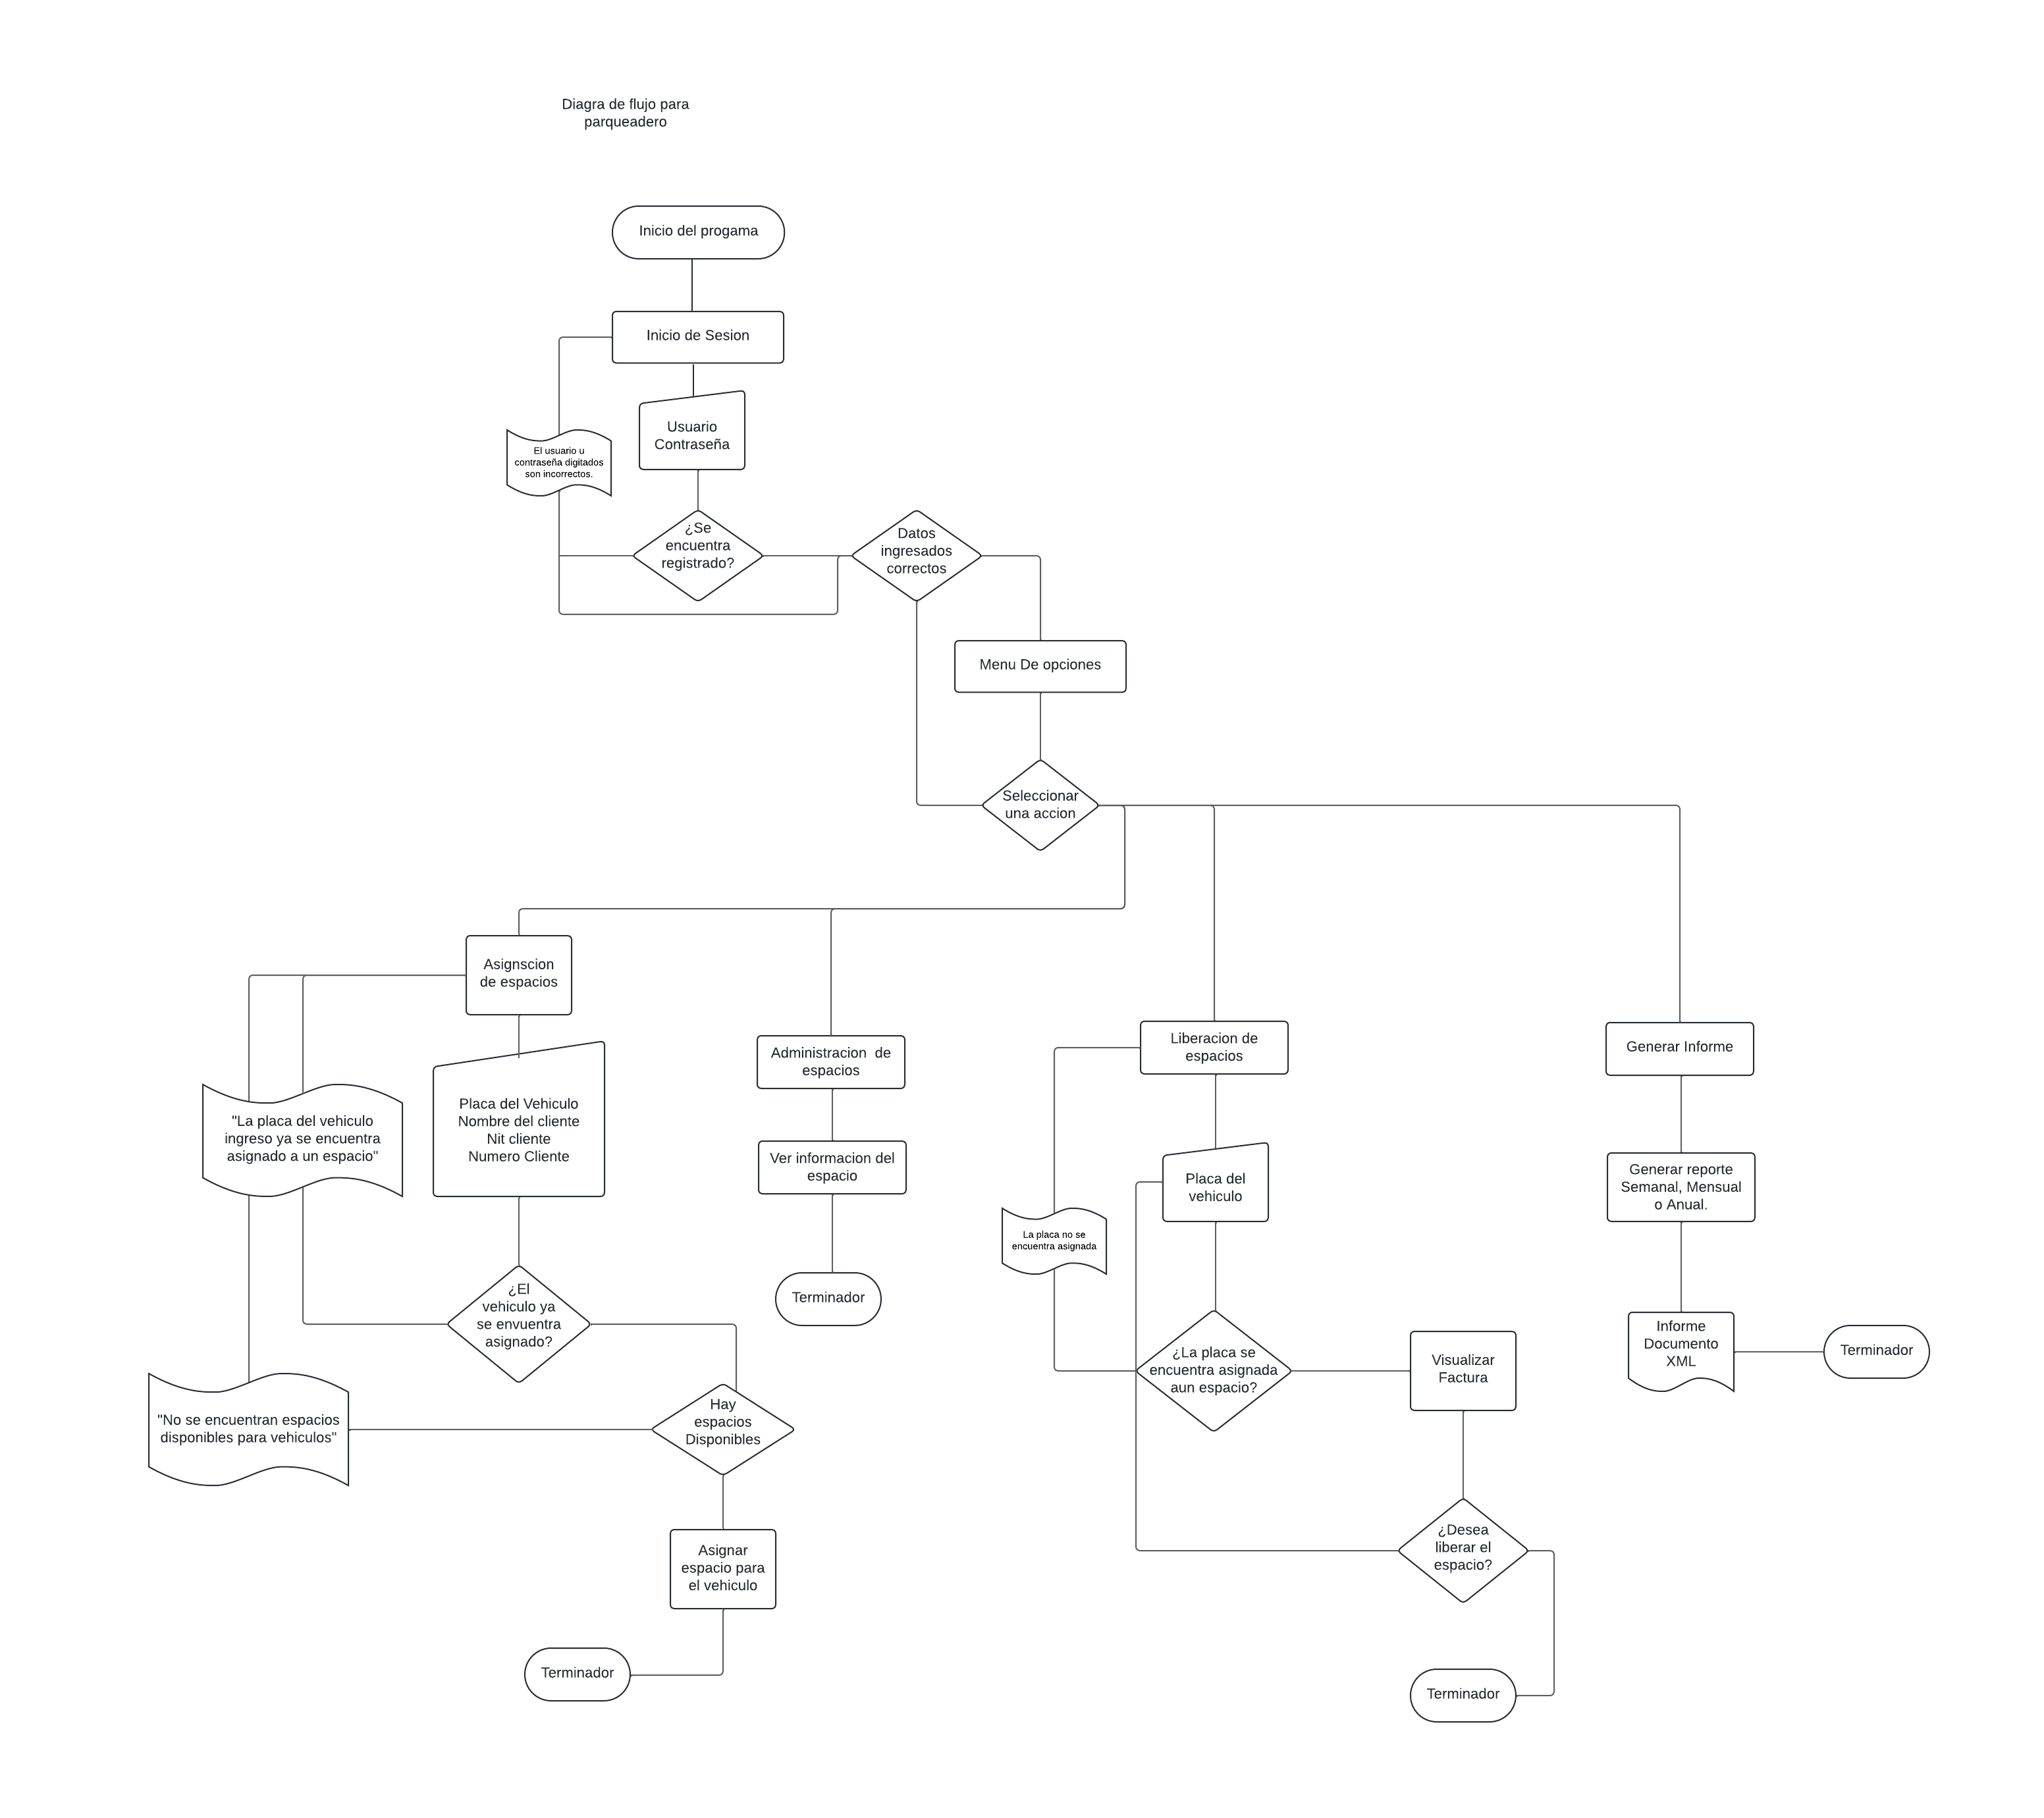 Diagra de flujo para
parqueadero
Inicio del progama
Inicio de Sesion
Usuario
Contraseña
El usuario u
contraseña digitados
son incorrectos.
¿Se
encuentra
registrado?
Datos
ingresados
correctos
Menu De opciones
Seleccionar
una accion
Asignscion
de espacios
Placa del Vehiculo
Nombre del cliente
Nit cliente
Numero Cliente
"La placa del vehiculo
ingreso ya se encuentra
asignado a un espacio"
¿El
vehiculo ya
se envuentra
asignado?
"No se encuentran espacios
disponibles para vehiculos"
Hay
espacios
Disponibles
Asignar
espacio para
el vehiculo
Terminador
Administracion  de
espacios
Ver informacion del
espacio
Terminador
Liberacion de
espacios
Placa del
vehiculo
La placa no se
encuentra asignada
¿La placa se
encuentra asignada
aun espacio?
Visualizar
Factura
¿Desea
liberar el
espacio?
Terminador
Generar Informe
Generar reporte
Semanal, Mensual
o Anual.
Informe
Documento
XML
Terminador